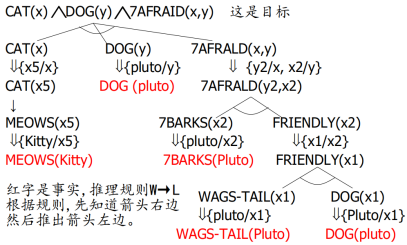 CAT(x)∧DOG(y)∧7AFRAID(x,y) 这是目标
CAT(x) DOG(y) 7AFRALD(x,y)
⇓{x5/x} ⇓{pluto/y} ⇓ {y2/x, x2/y}
CAT(x5) DOG (pluto) 7AFRALD(y2,x2)
↓
MEOWS(x5) 7BARKS(x2) FRIENDLY(x2)
⇓{Kitty/x5} ⇓{pluto/x2} ⇓{x1/x2}
MEOWS(Kitty) 7BARKS(Pluto) FRIENDLY(x1)
红字是事实,推理规则W→L
根据规则,先知道箭头右边
然后推出箭头左边。
WAGS-TAIL(x1) DOG(x1)
⇓{pluto/x1} ⇓{Pluto/x1}
WAGS-TAIL(Pluto) DOG(pluto)